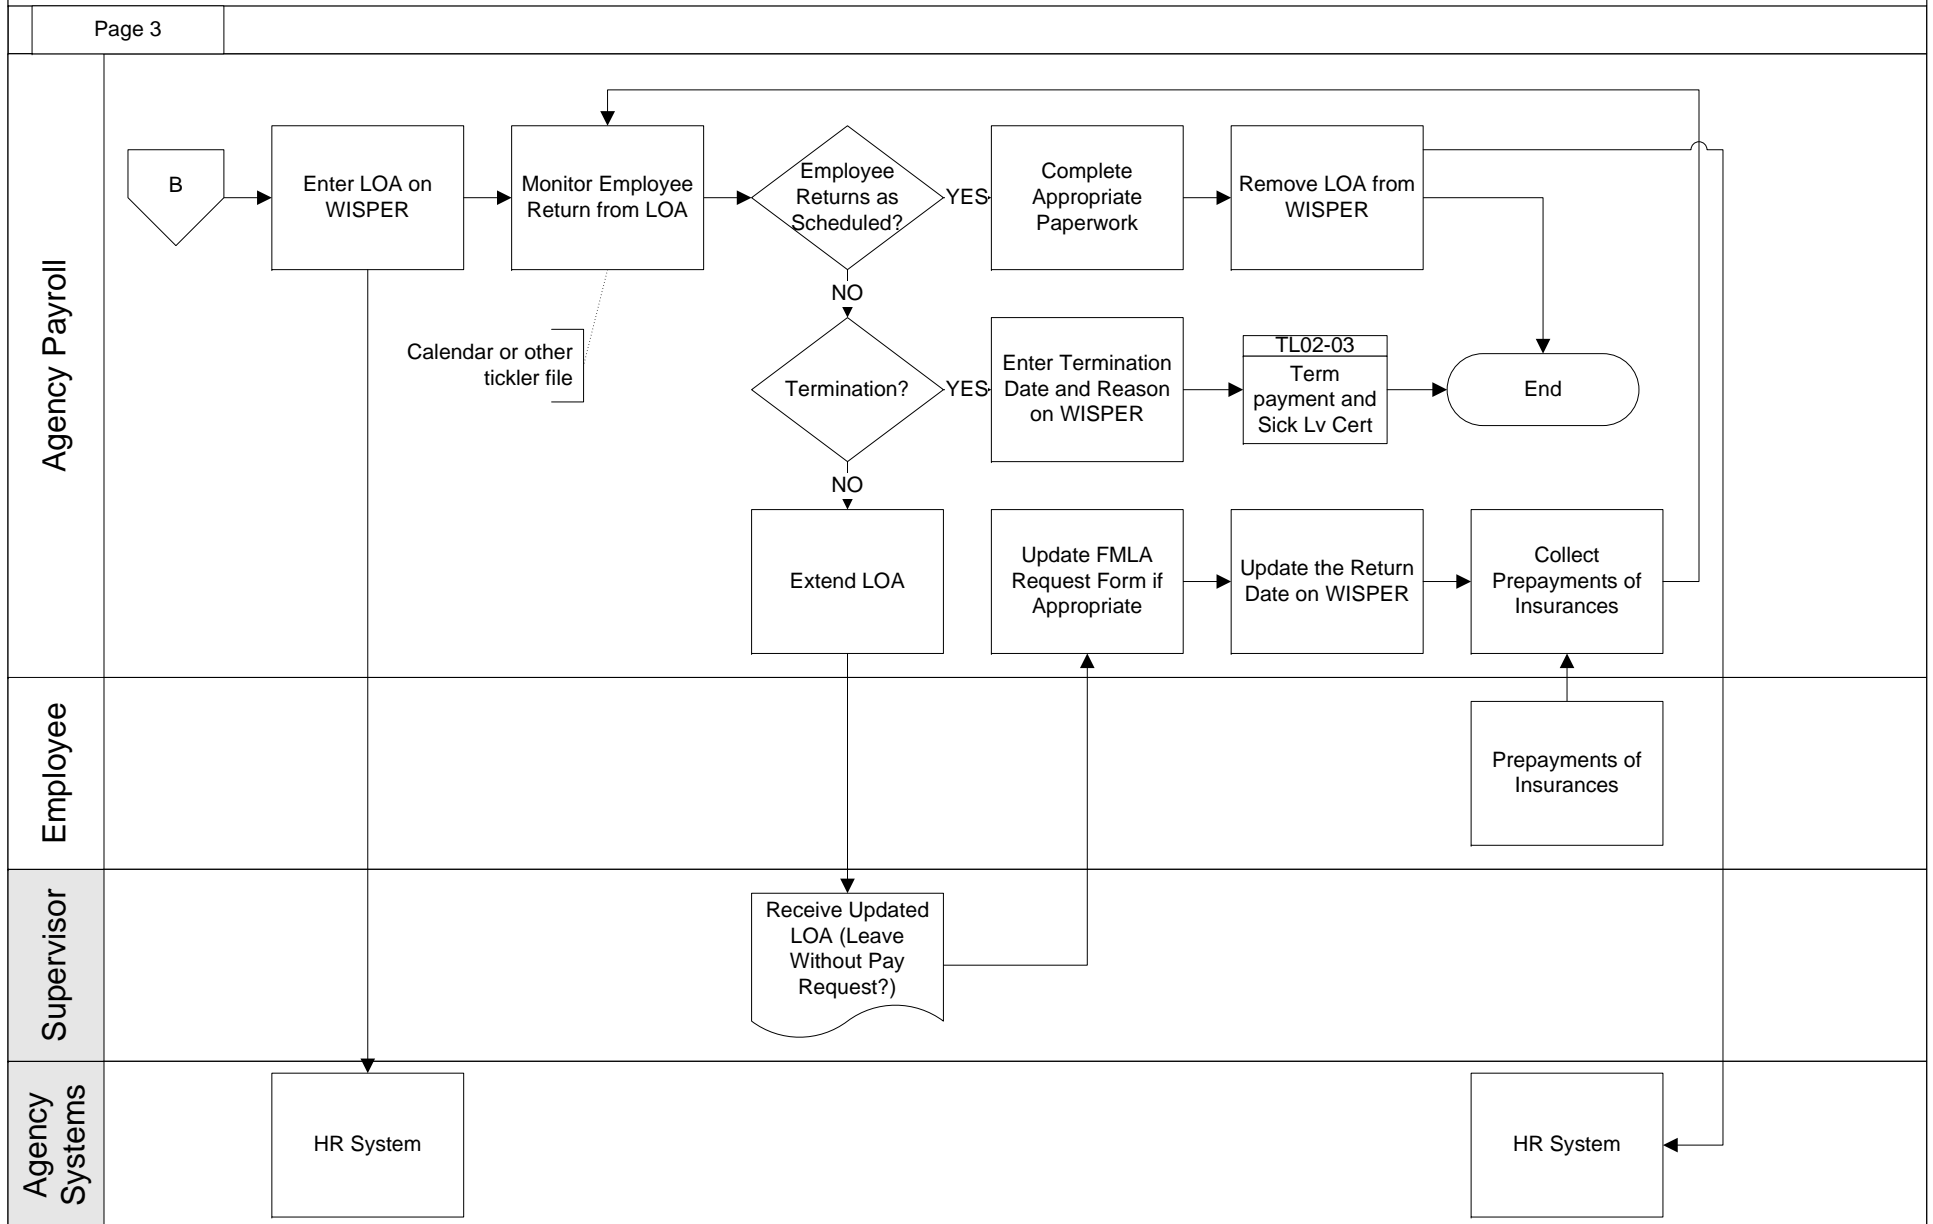 Page 3
Agency Payroll
B
Enter LOA on
WISPER
Monitor Employee
Return from LOA
Employee
Returns as
Scheduled?
YES
Complete
Appropriate
Paperwork
Remove LOA from
WISPER
NO
Calendar or other
tickler file
Termination?
YES
Enter Termination
Date and Reason
on WISPER
TL02-03
Term
payment and
Sick Lv Cert
End
NO
Extend LOA
Update FMLA
Request Form if
Appropriate
Update the Return
Date on WISPER
Collect
Prepayments of
Insurances
Employee
Prepayments of
Insurances
Supervisor
Receive Updated
LOA (Leave
Without Pay
Request?)
Agency
Systems
HR System
HR System